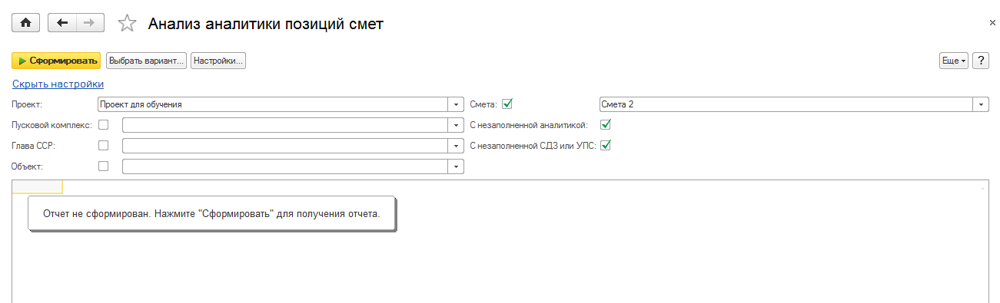 Анализ аналитики позиций смет
Сформировать Выбрать вариант... Настройки... Еще ?
Скрыть настройки
Проект: Проект для обучения Смета: Смета 2
Пусковой комплекс: С незаполненной аналитикой:
Глава ССР: С незаполненной СДЗ или УПС:
Объект:
Отчет не сформирован. Нажмите "Сформировать" для получения отчета.